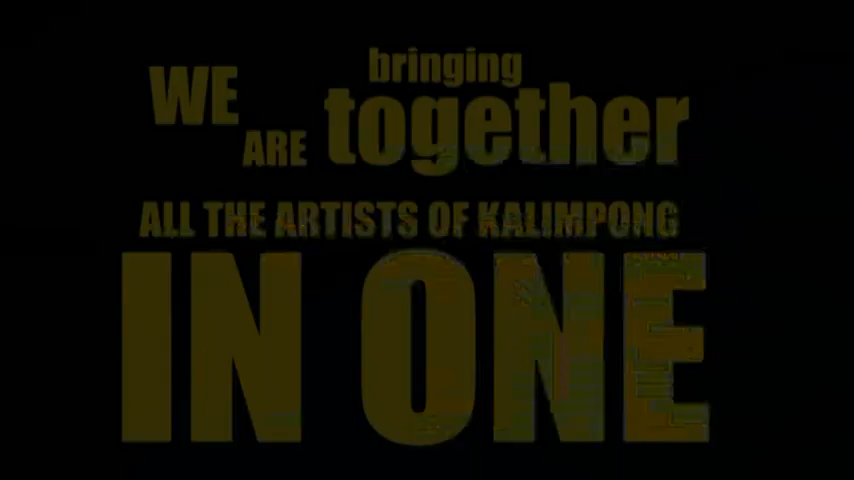 WE ARE bringing together
ALL THE ARTISTS OF KALIMPONG
IN ONE